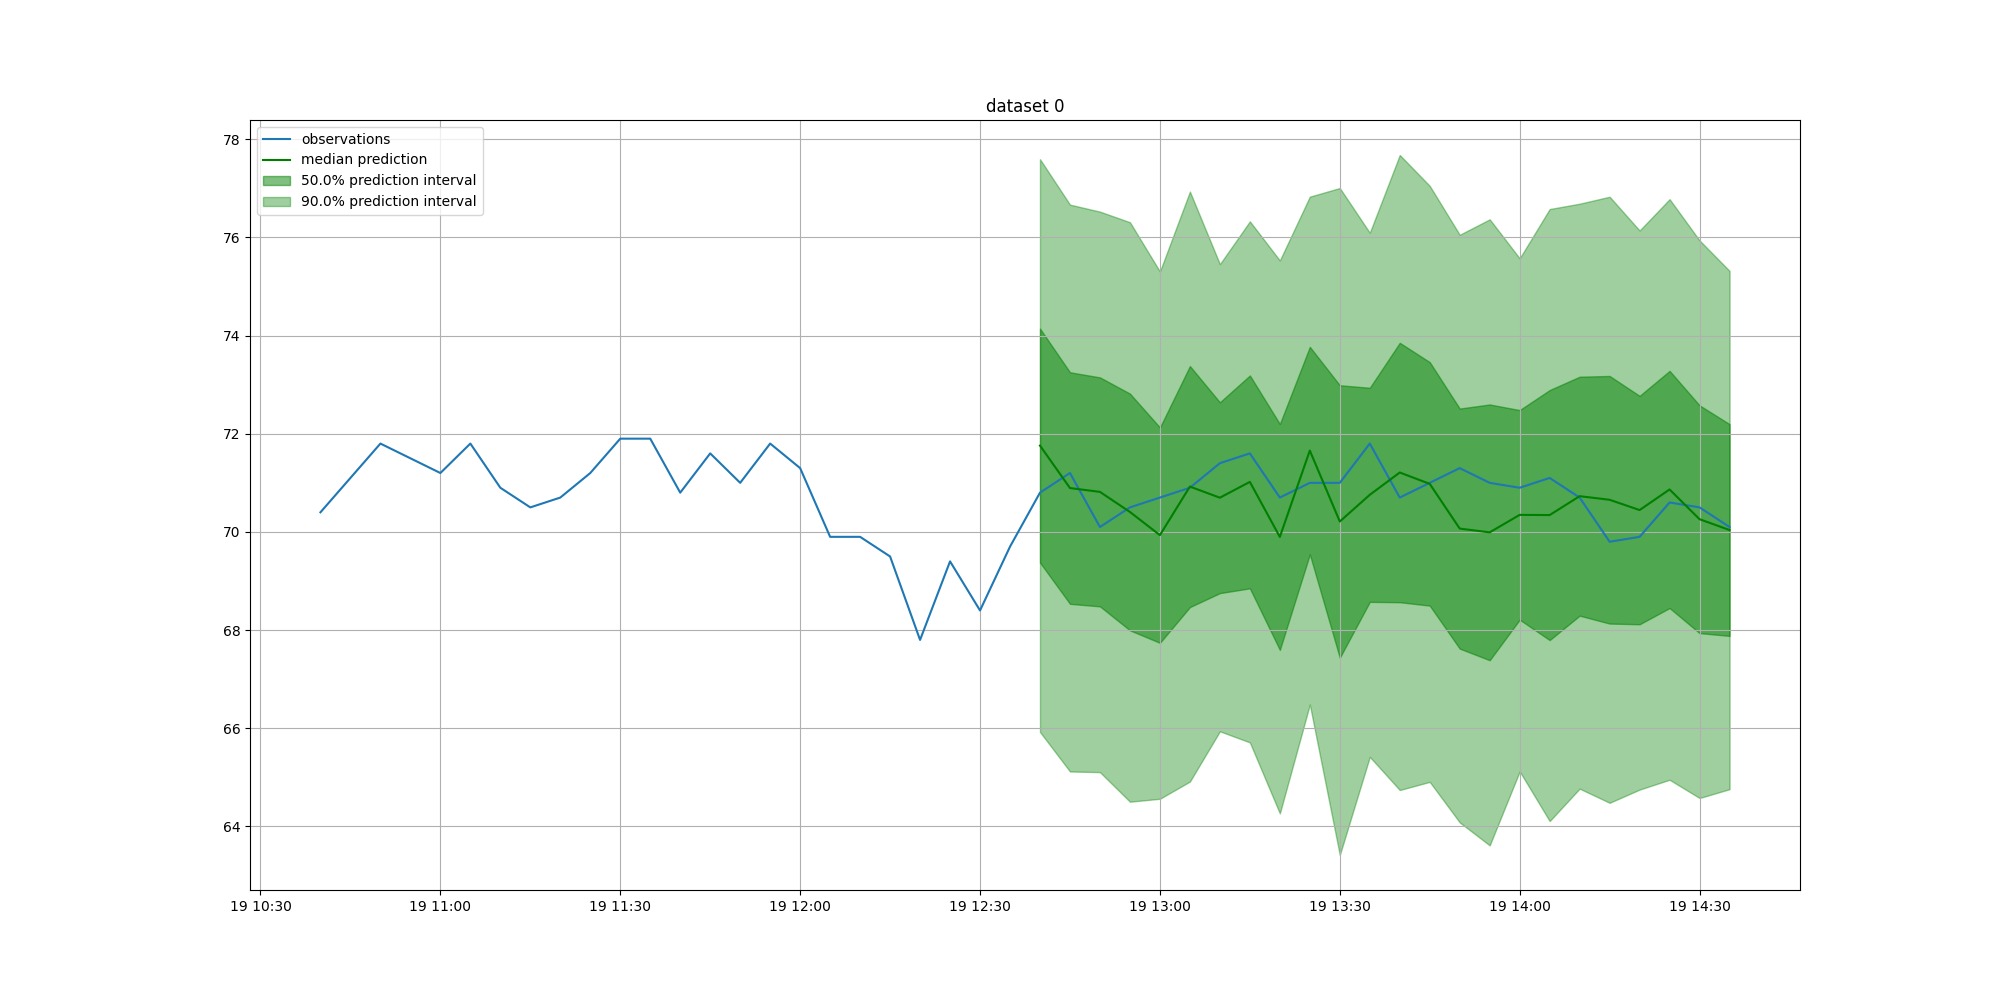 dataset 0
observations
median prediction
50.0% prediction interval
90.0% prediction interval
78
76
74
72
70
68
66
64
19 10:30 19 11:00 19 11:30 19 12:00 19 12:30 19 13:00 19 13:30 19 14:00 19 14:30